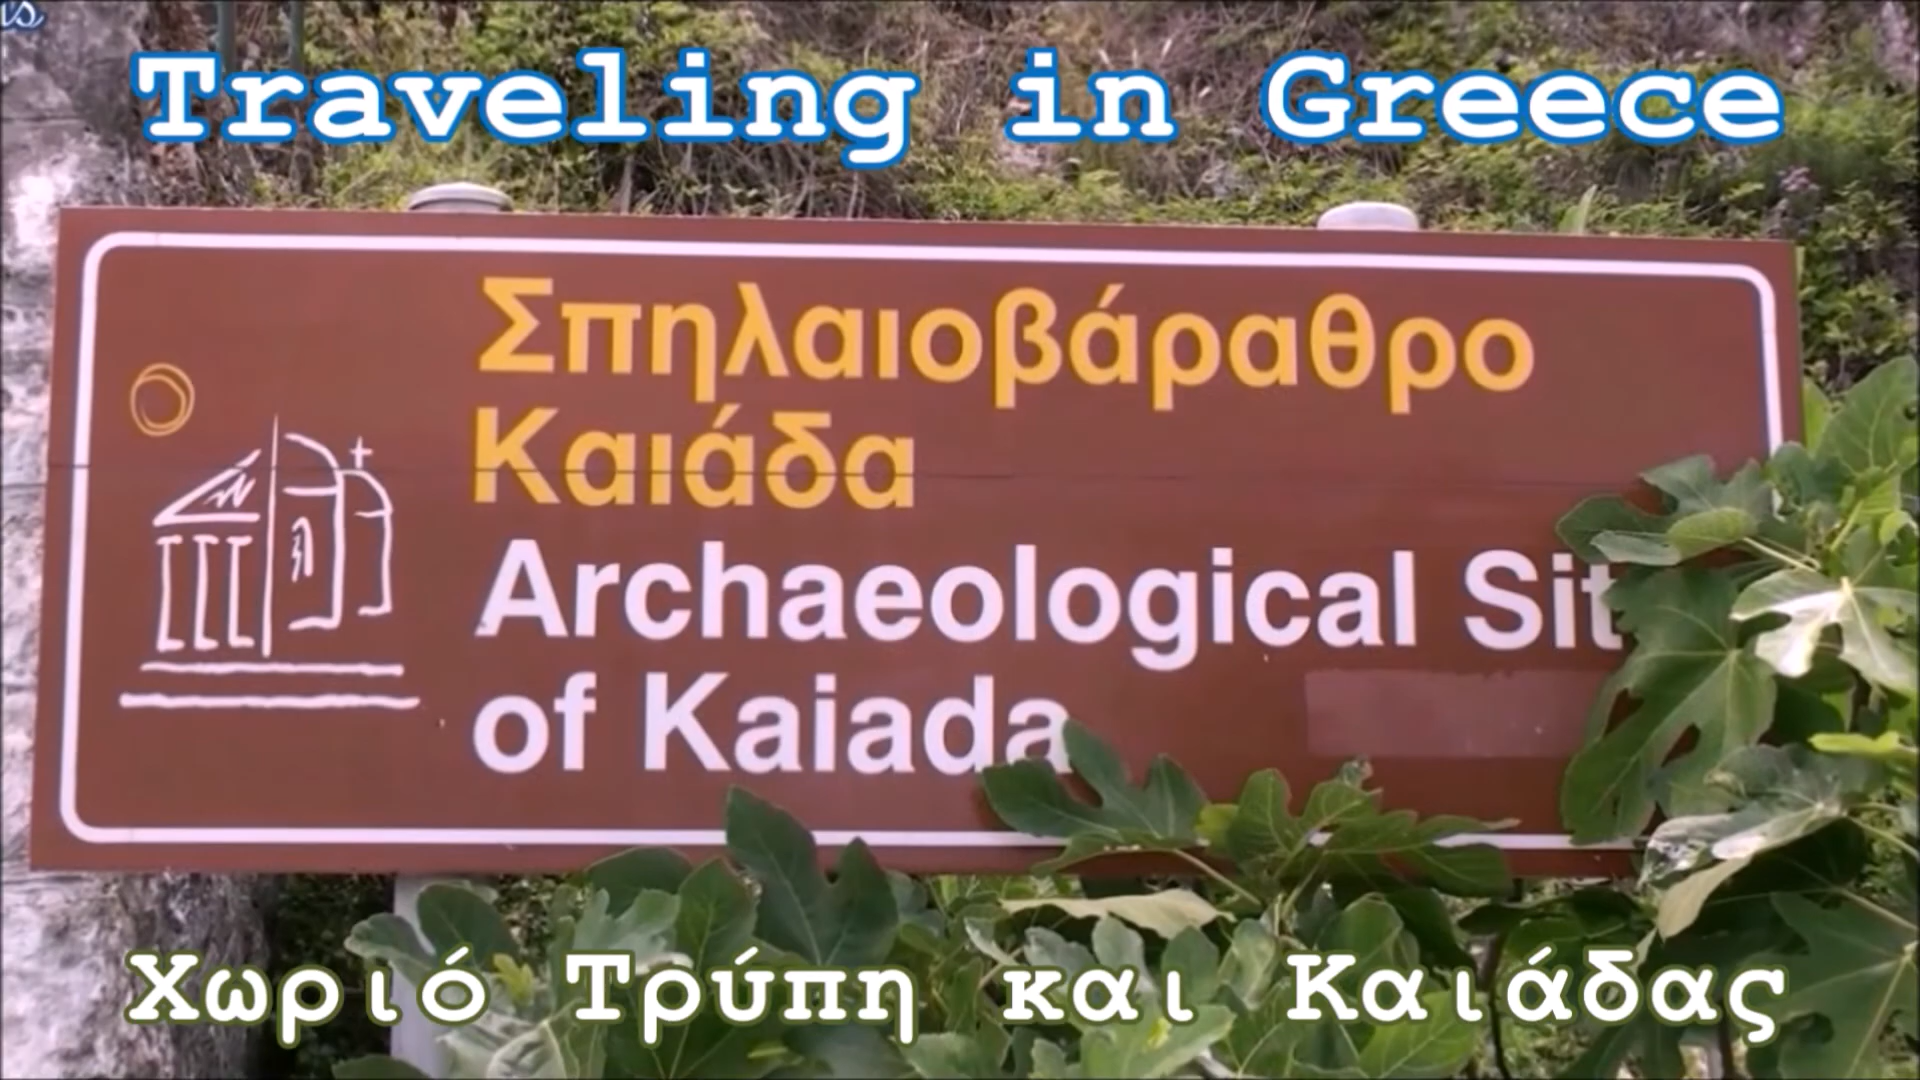 Traveling in Greece
Σπηλαιοβάραθρο
Καιάδα
Archaeological Sit
of Kaiada
Χωριό Τρύπη και Καιάδας